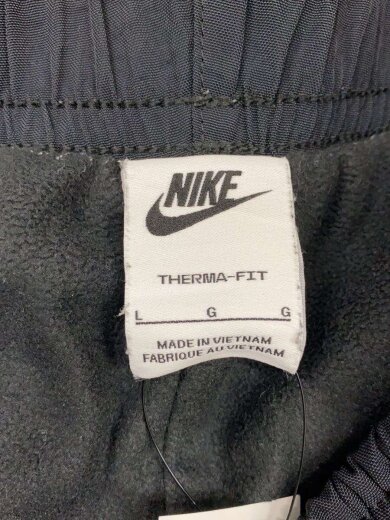 NIKE
THERMA-FIT
L G G
MADE IN VIETNAM
FABRIQUE AU VIETNAM